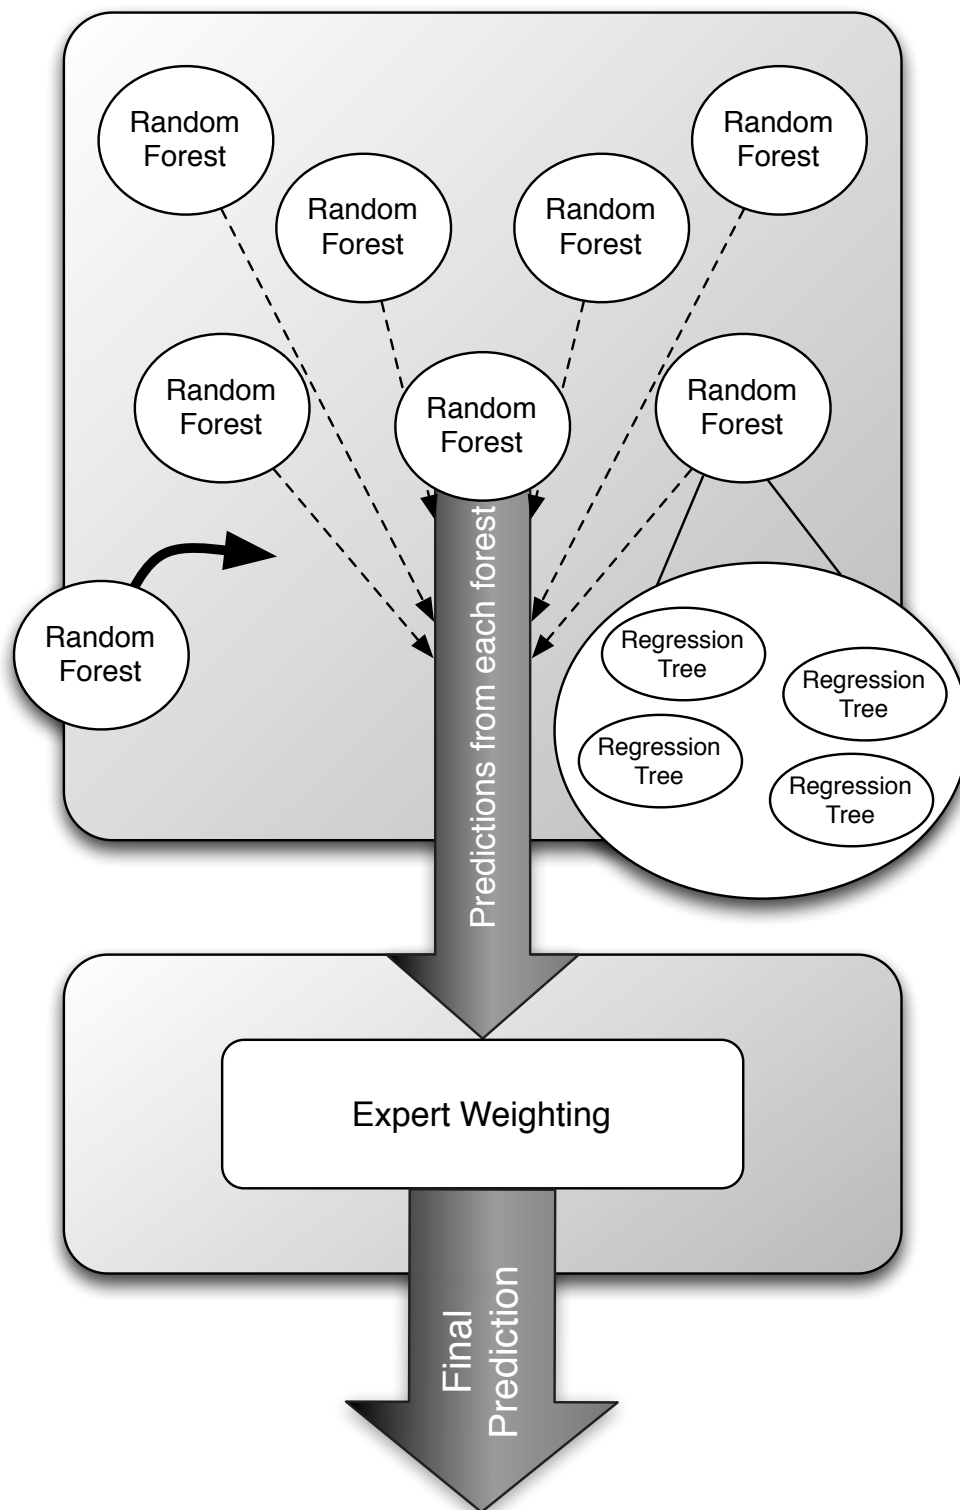 Random
Forest
Random
Forest
Random
Forest
Random
Forest
Random
Forest
Random
Forest
Random
Forest
Random
Forest
Predictions from each forest
Regression
Tree
Regression
Tree
Regression
Tree
Regression
Tree
Expert Weighting
Final
Prediction